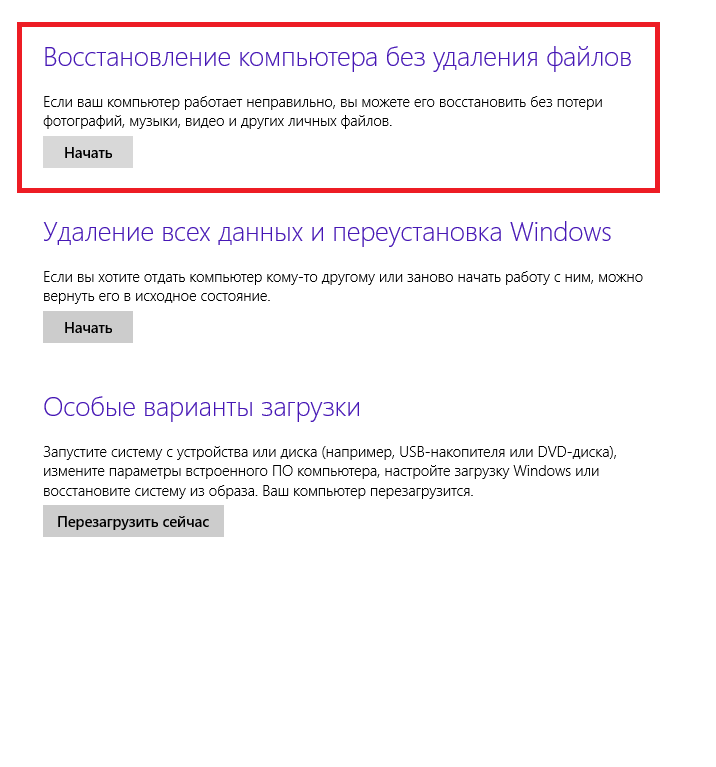 Восстановление компьютера без удаления файлов
Если ваш компьютер работает неправильно, вы можете его восстановить без потери
фотографий, музыки, видео и других личных файлов.
Начать
Удаление всех данных и переустановка Windows
Если вы хотите отдать компьютер кому-то другому или заново начать работу с ним, можно
вернуть его в исходное состояние.
Начать
Особые варианты загрузки
Запустите систему с устройства или диска (например, USB-накопителя или DVD-диска),
измените параметры встроенного ПО компьютера, настройте загрузку Windows или
восстановите систему из образа. Ваш компьютер перезагрузится.
Перезагрузить сейчас